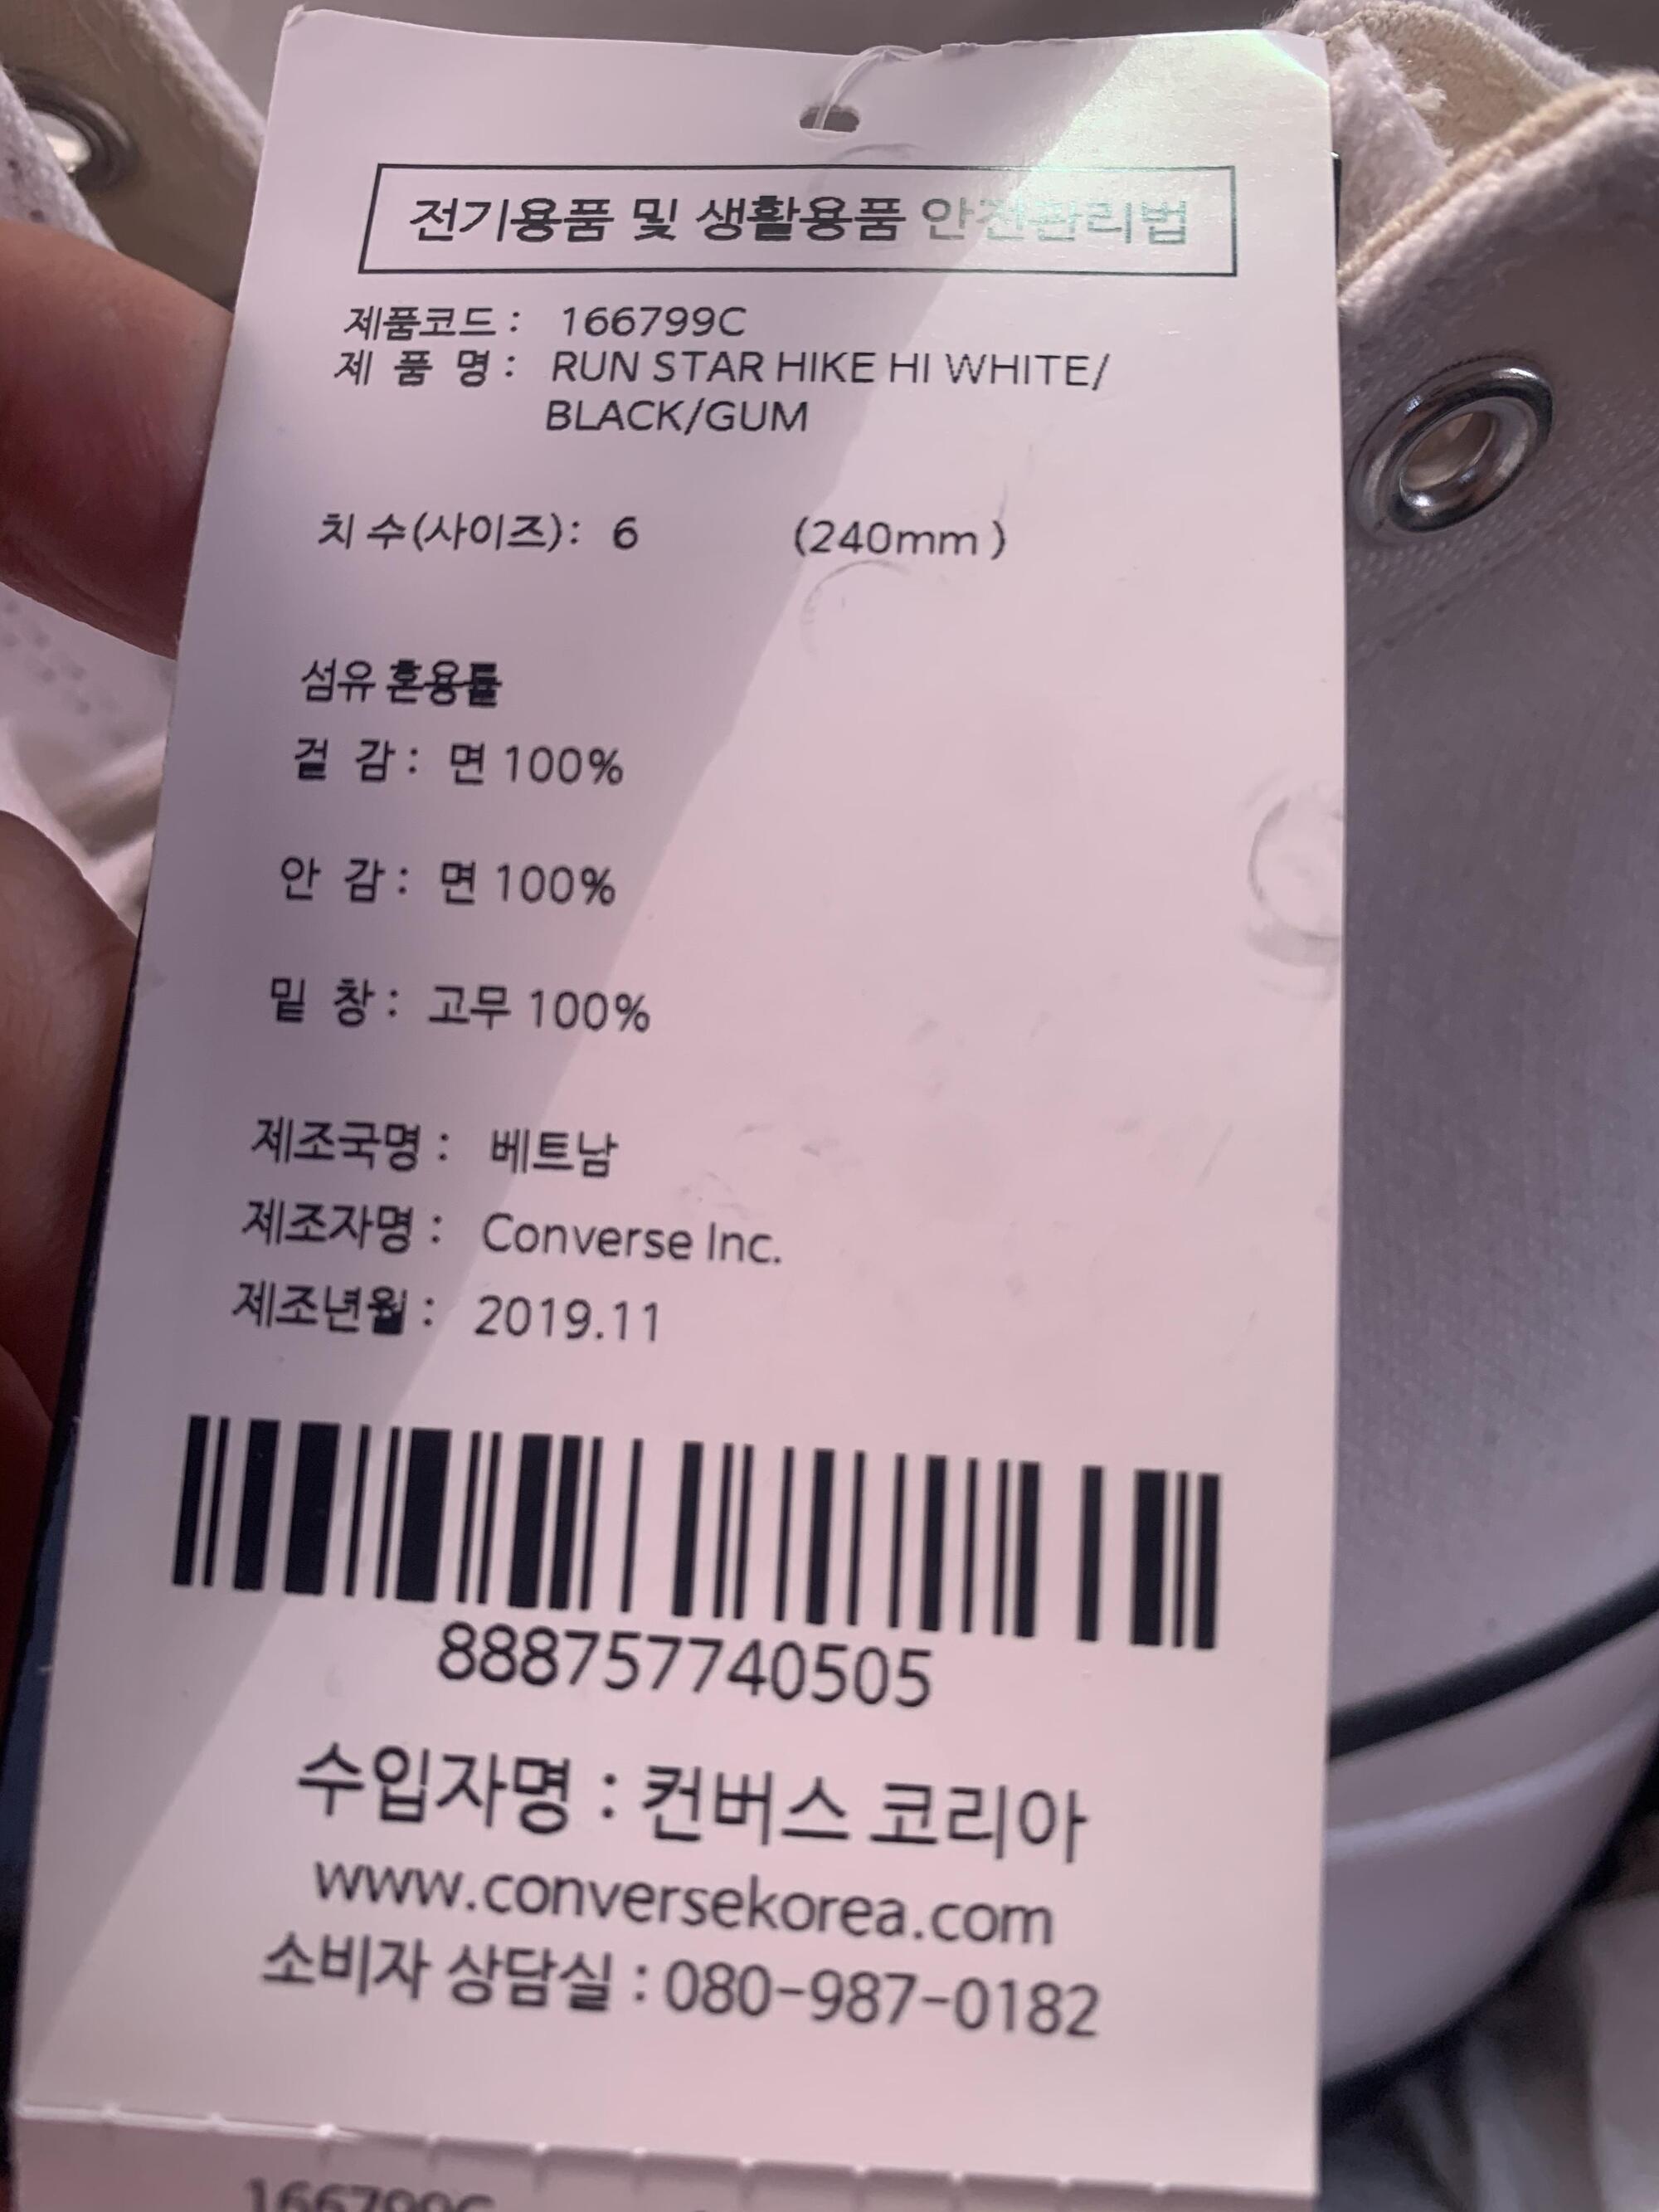 전기용품 및 생활용품 안전관리법
제품코드 : 166799C
제 품 명 : RUN STAR HIKE HI WHITE/
BLACK/GUM
치 수(사이즈) : 6 (240mm )
섬유 혼용률
겉 감 : 면 100%
안 감 : 면 100%
밑 창 : 고무 100%
제조국명 : 베트남
제조자명 : Converse Inc.
제조년월 : 2019.11
888757740505
수입자명 : 컨버스 코리아
www.conversekorea.com
소비자 상담실 : 080-987-0182
166799C